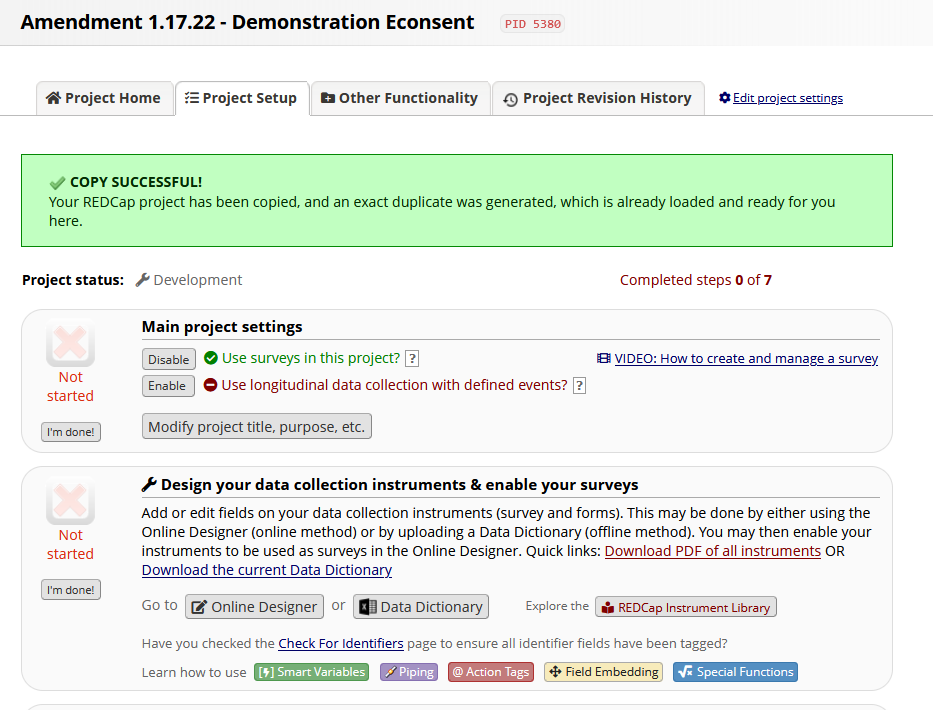 Amendment 1.17.22 - Demonstration Econsent PID 5380
Project Home Project Setup Other Functionality Project Revision History Edit project settings
COPY SUCCESSFUL!
Your REDCap project has been copied, and an exact duplicate was generated, which is already loaded and ready for you
here.
Project status: Development Completed steps 0 of 7
Main project settings
Not
started
I'm done!
Disable Use surveys in this project? ? VIDEO: How to create and manage a survey
Enable Use longitudinal data collection with defined events? ?
Modify project title, purpose, etc.
Design your data collection instruments & enable your surveys
Not
started
I'm done!
Add or edit fields on your data collection instruments (survey and forms). This may be done by either using the
Online Designer (online method) or by uploading a Data Dictionary (offline method). You may then enable your
instruments to be used as surveys in the Online Designer. Quick links: Download PDF of all instruments OR
Download the current Data Dictionary
Go to Online Designer or Data Dictionary Explore the REDCap Instrument Library
Have you checked the Check For Identifiers page to ensure all identifier fields have been tagged?
Learn how to use [⚡] Smart Variables Piping @ Action Tags Field Embedding Special Functions